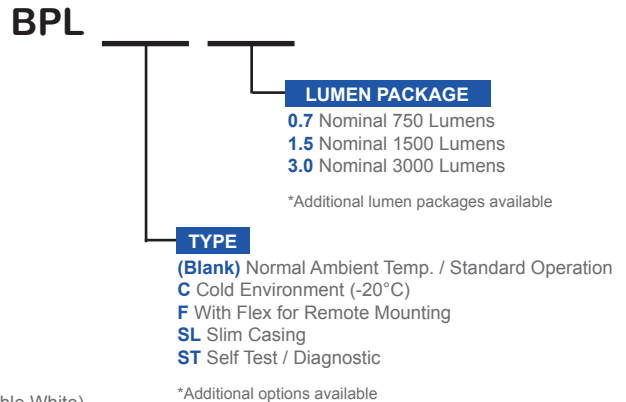 BPL
LUMEN PACKAGE
0.7 Nominal 750 Lumens
1.5 Nominal 1500 Lumens
3.0 Nominal 3000 Lumens
*Additional lumen packages available
TYPE
(Blank) Normal Ambient Temp. / Standard Operation
C Cold Environment (-20°C)
F With Flex for Remote Mounting
SL Slim Casing
ST Self Test / Diagnostic
*Additional options available
White)